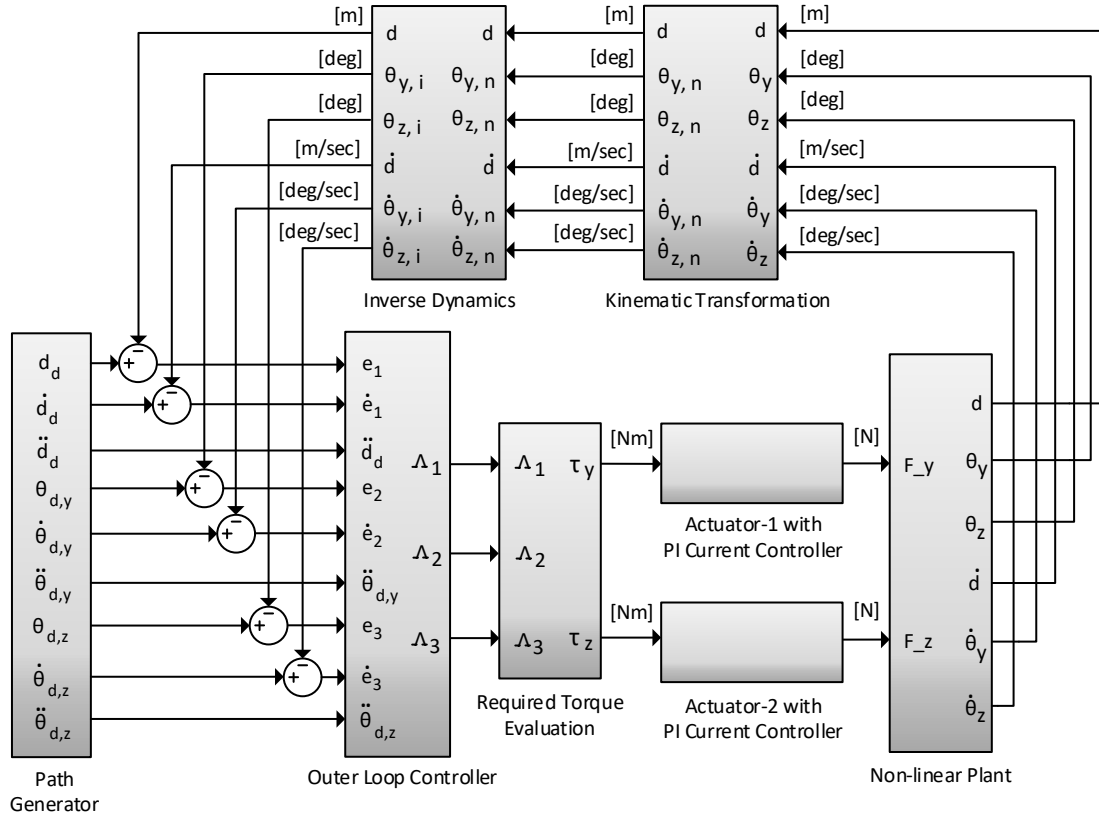 [m] [m] [m]
d d d d
[deg] [deg] [deg]
θy, i θy, n θy, n θy
[deg] [deg] [deg]
θz, i θz, n θz, n θz
[m/sec] [m/sec] [m/sec]
ḋ ḋ ḋ ḋ
[deg/sec] [deg/sec] [deg/sec]
θ̇y, i θ̇y, n θ̇y, n θ̇y
[deg/sec] [deg/sec] [deg/sec]
θ̇z, i θ̇z, n θ̇z, n θ̇z
Inverse Dynamics
Kinematic Transformation
dd
ḋd
d̈d
θd,y
θ̇d,y
θ̈d,y
θd,z
θ̇d,z
θ̈d,z
Path
Generator
+ −
+ −
+ −
+ −
+ −
+ −
e1
ė1
d̈d
e2
ė2
θ̈d,y
e3
ė3
θ̈d,z
Λ1
Λ2
Λ3
Outer Loop Controller
Λ1
Λ2
Λ3
τy
τz
Required Torque
Evaluation
[Nm] [N]
Actuator-1 with
PI Current Controller
[Nm] [N]
Actuator-2 with
PI Current Controller
F_y
F_z
d
θy
θz
ḋ
θ̇y
θ̇z
Non-linear Plant